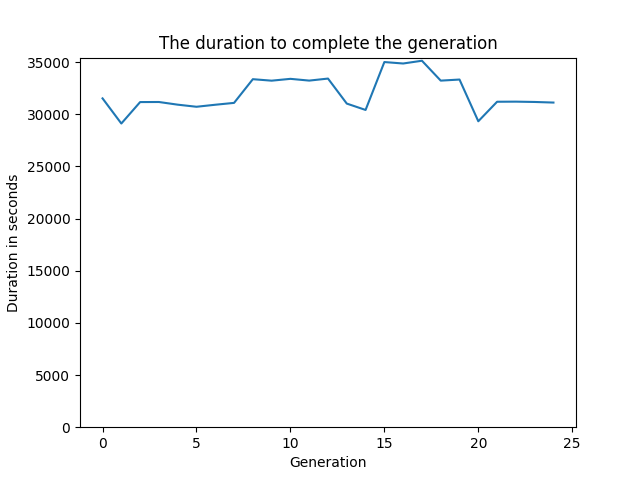 The duration to complete the generation
35000
30000
25000
20000
15000
10000
5000
0
Duration in seconds
0 5 10 15 20 25
Generation